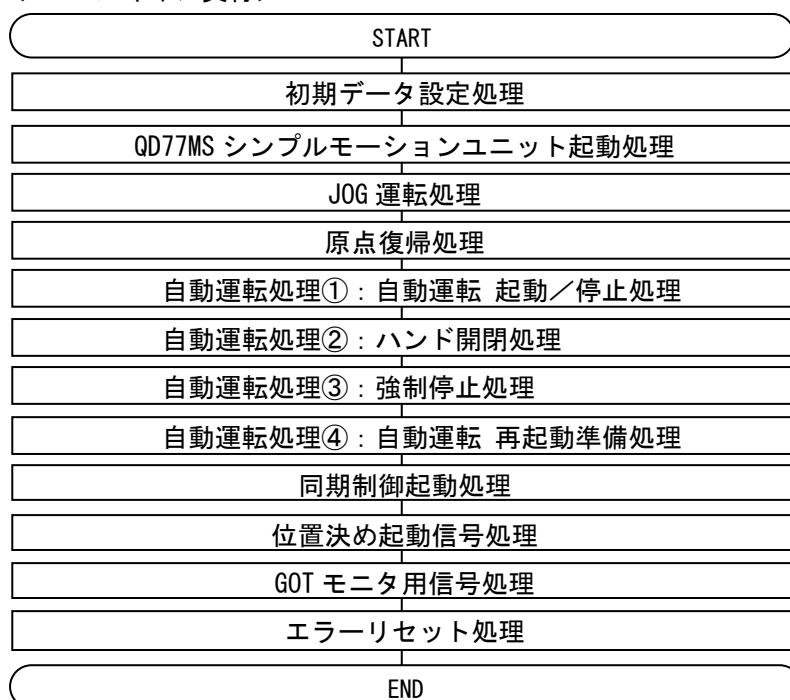 START
初期データ設定処理
QD77MS シンプルモーションユニット起動処理
JOG 運転処理
原点復帰処理
自動運転処理①：自動運転 起動／停止処理
自動運転処理②：ハンド開閉処理
自動運転処理③：強制停止処理
自動運転処理④：自動運転 再起動準備処理
同期制御起動処理
位置決め起動信号処理
GOT モニタ用信号処理
エラーリセット処理
END